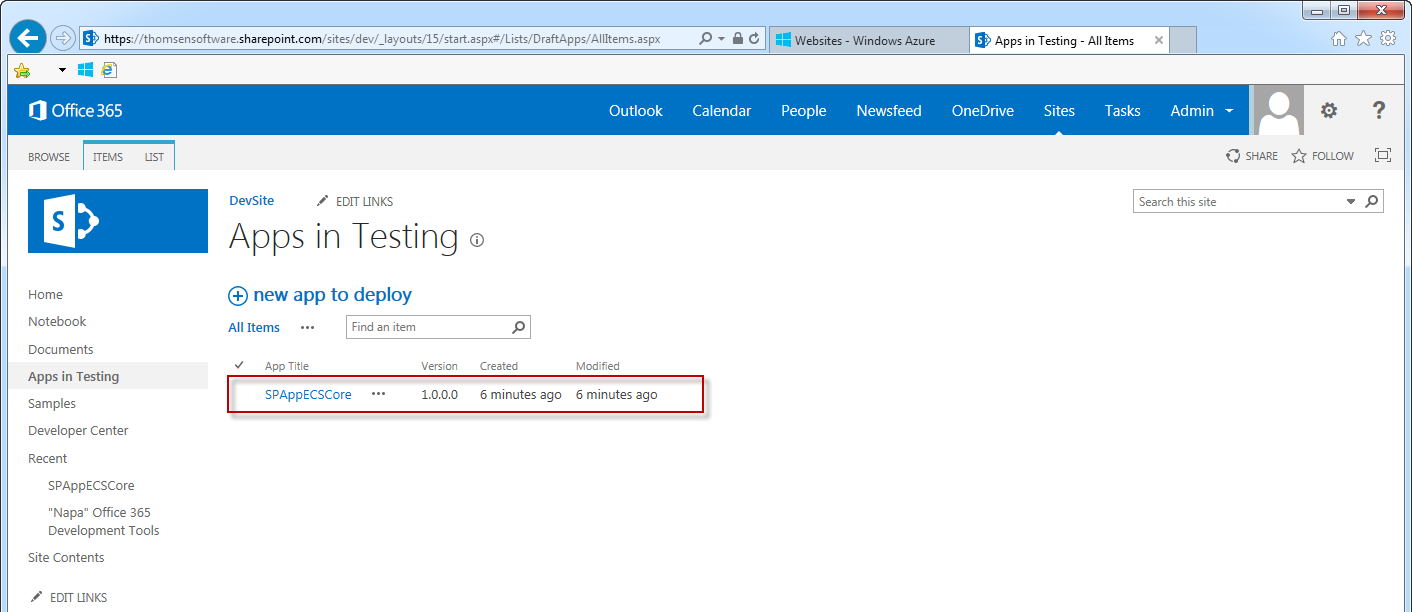 https://thomsensoftware.sharepoint.com/sites/dev/_layouts/15/start.aspx#/Lists/DraftApps/AllItems.aspx
Websites - Windows Azure
Apps in Testing - All Items
Office 365
Outlook
Calendar
People
Newsfeed
OneDrive
Sites
Tasks
Admin
?
BROWSE
ITEMS
LIST
SHARE
FOLLOW
S
DevSite
EDIT LINKS
Search this site
Apps in Testing
new app to deploy
All Items
Find an item
App Title
Version
Created
Modified
SPAppECSCore
1.0.0.0
6 minutes ago
6 minutes ago
Home
Notebook
Documents
Apps in Testing
Samples
Developer Center
Recent
SPAppECSCore
"Napa" Office 365
Development Tools
Site Contents
EDIT LINKS